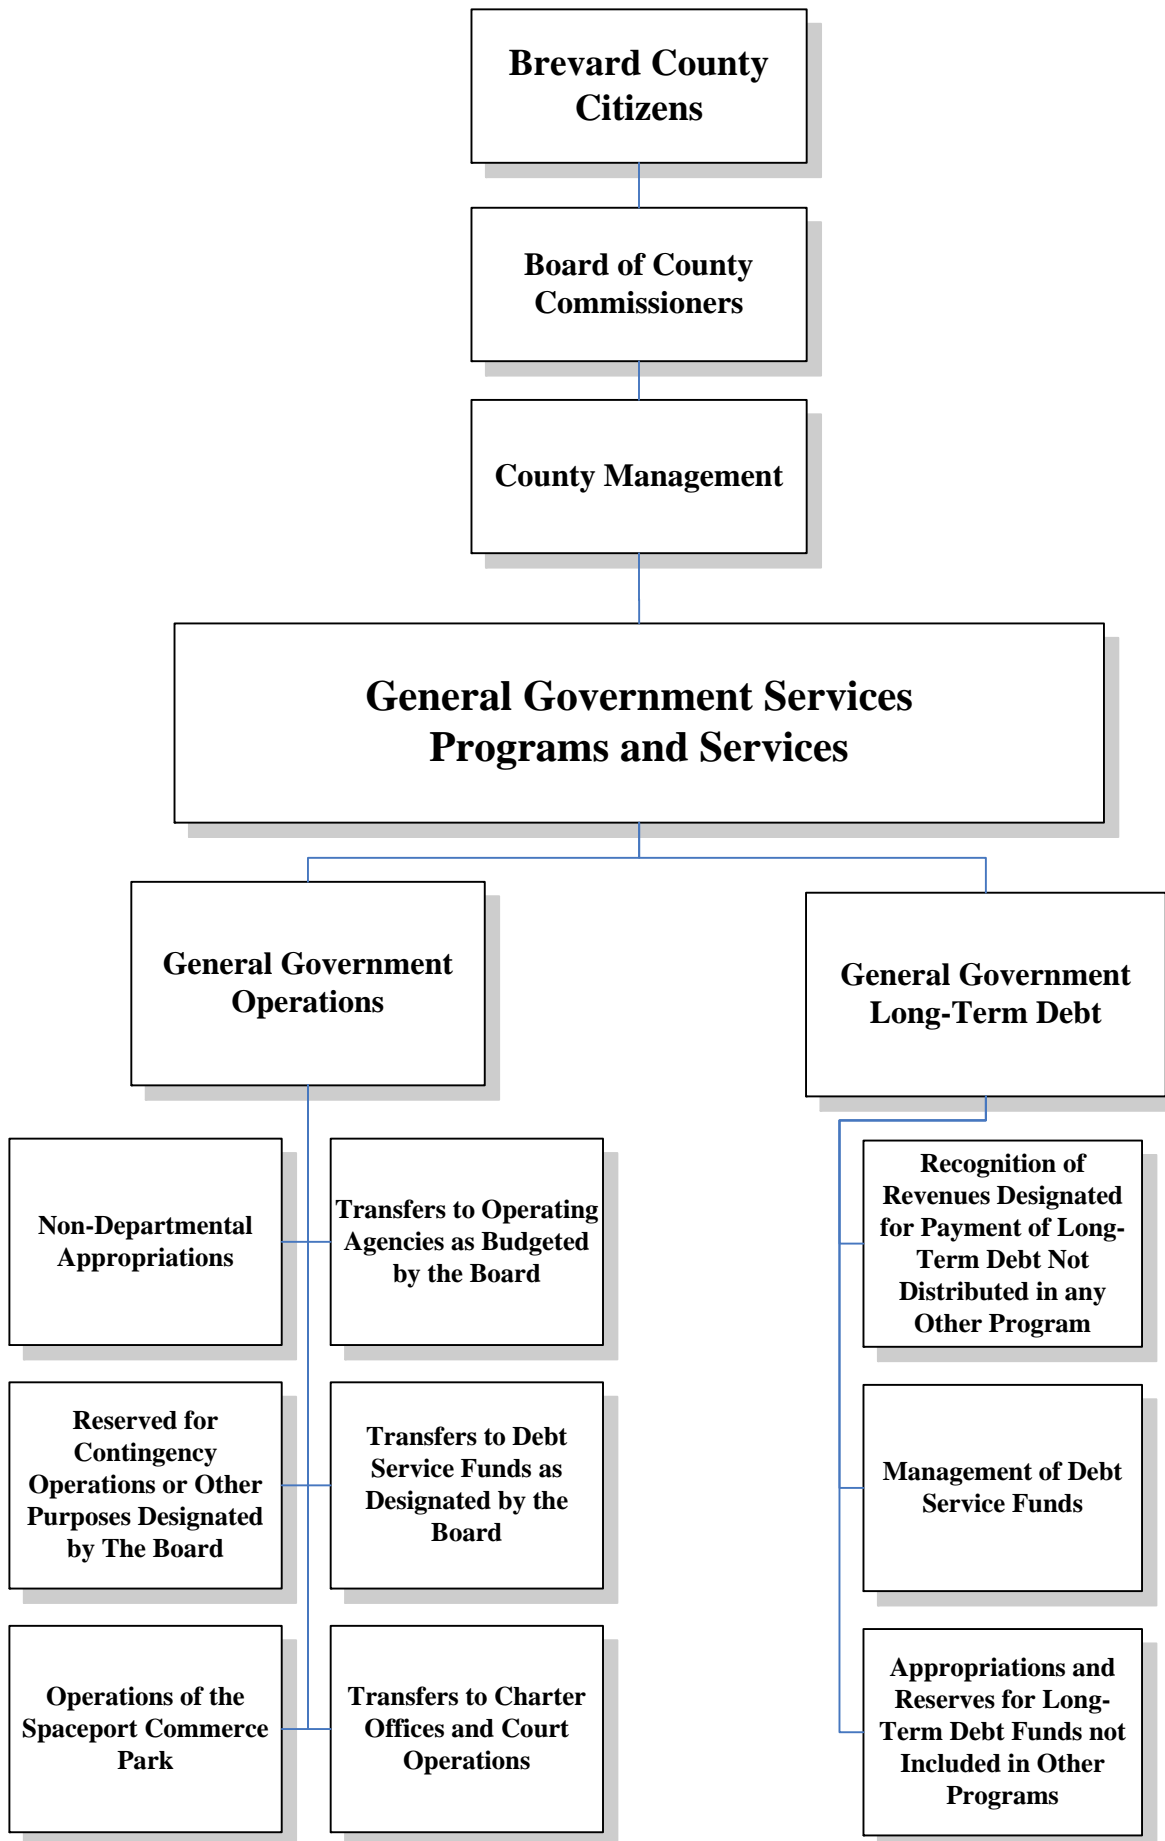 Brevard County
Citizens
Board of County
Commissioners
County Management
General Government Services
Programs and Services
General Government
Operations
General Government
Long-Term Debt
Non-Departmental
Appropriations
Transfers to Operating
Agencies as Budgeted
by the Board
Recognition of
Revenues Designated
for Payment of Long-
Term Debt Not
Distributed in any
Other Program
Reserved for
Contingency
Operations or Other
Purposes Designated
by The Board
Transfers to Debt
Service Funds as
Designated by the
Board
Management of Debt
Service Funds
Operations of the
Spaceport Commerce
Park
Transfers to Charter
Offices and Court
Operations
Appropriations and
Reserves for Long-
Term Debt Funds not
Included in Other
Programs